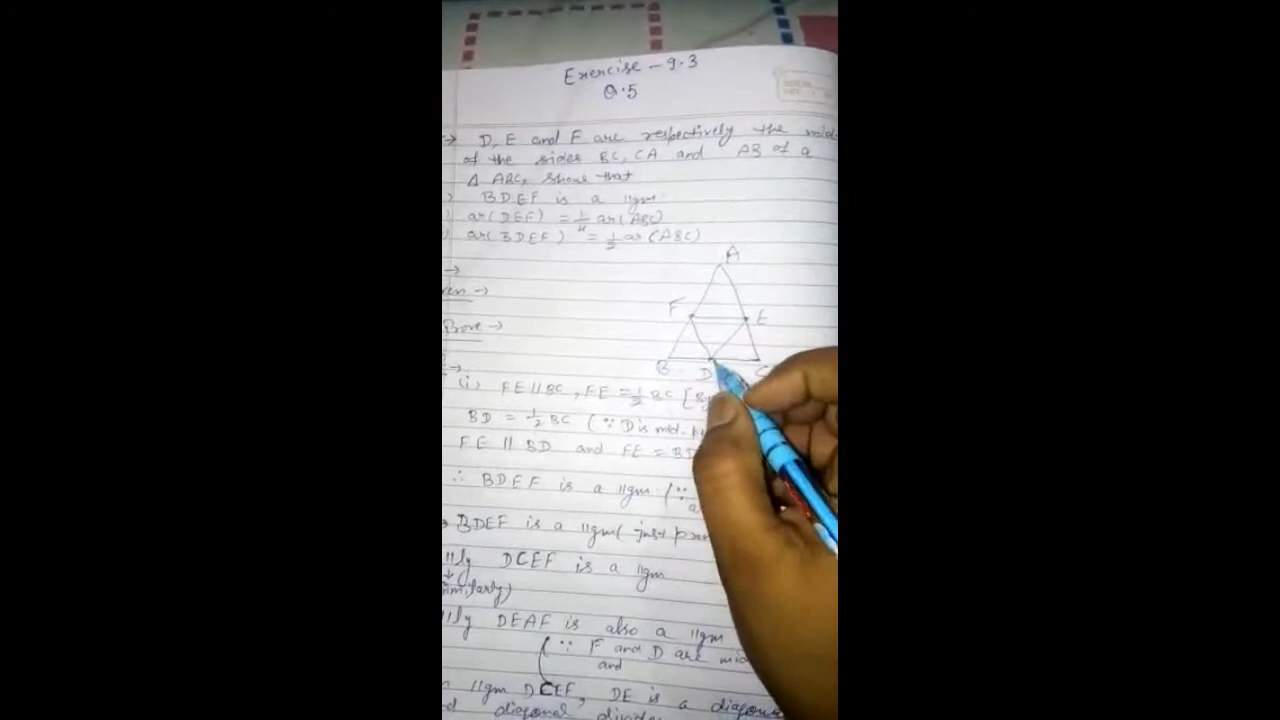 Exercise - 9.3
Q.5
D, E and F are respectively the mid
of the sides BC, CA and AB of a
Δ ABC, show that
BDEF is a ||gm
ar(DEF) = 1/4 ar(ABC)
ar(BDEF) = 1/2 ar(ABC)
A
F
E
B
D
C
Prove →
(i) FE || BC, FE = 1/2 BC [
BD = 1/2 BC (∵ D is mid-p
FE || BD and FE = BD
∴ BDEF is a ||gm (∵
BDEF is a ||gm (just
||ly DCEF is a ||gm
||ly DEAF is also a ||gm
(∵ F and D are mid
and
||gm DCEF, DE is a
diagonal